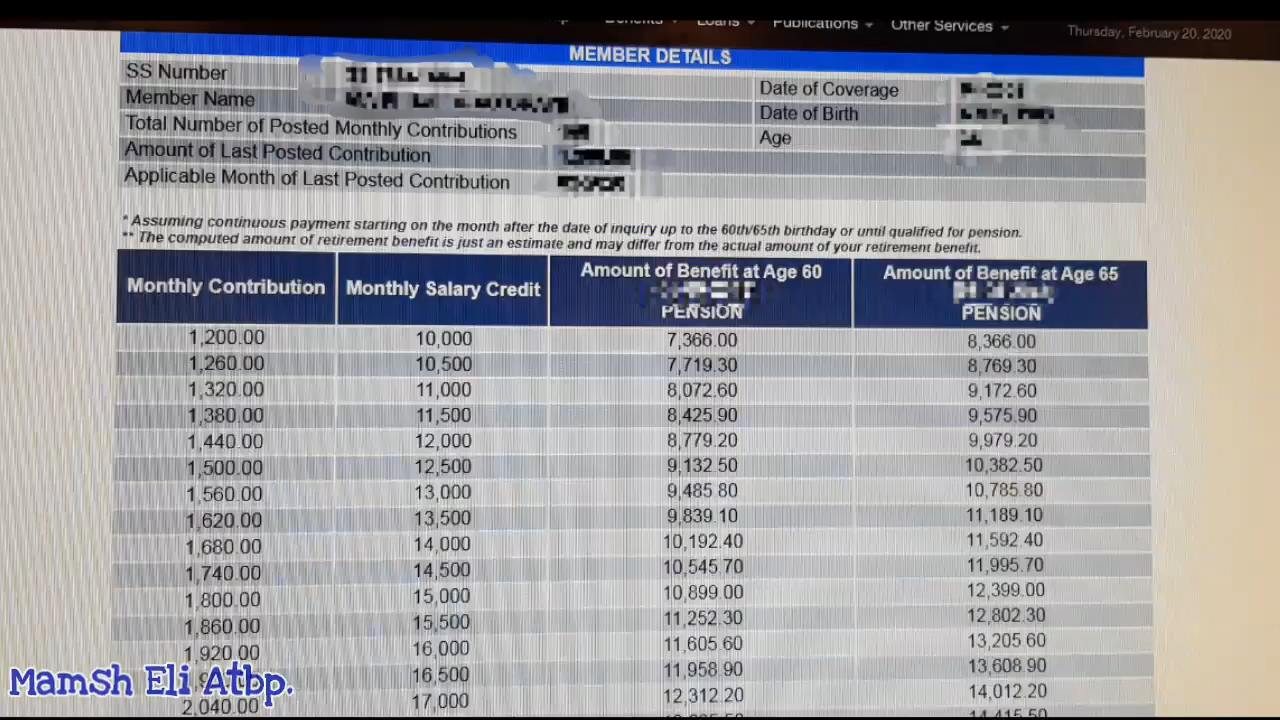 Benefits Loans Publications Other Services
Thursday, February 20, 2020
MEMBER DETAILS
SS Number
Date of Coverage
Member Name
Date of Birth
Total Number of Posted Monthly Contributions
Age
Amount of Last Posted Contribution
Applicable Month of Last Posted Contribution
* Assuming continuous payment starting on the month after the date of inquiry up to the 60th/65th birthday or until qualified for pension.
** The computed amount of retirement benefit is just an estimate and may differ from the actual amount of your retirement benefit.
Monthly Contribution Monthly Salary Credit Amount of Benefit at Age 60 PENSION Amount of Benefit at Age 65 PENSION
1,200.00 10,000 7,366.00 8,366.00
1,260.00 10,500 7,719.30 8,769.30
1,320.00 11,000 8,072.60 9,172.60
1,380.00 11,500 8,425.90 9,575.90
1,440.00 12,000 8,779.20 9,979.20
1,500.00 12,500 9,132.50 10,382.50
1,560.00 13,000 9,485.80 10,785.80
1,620.00 13,500 9,839.10 11,189.10
1,680.00 14,000 10,192.40 11,592.40
1,740.00 14,500 10,545.70 11,995.70
1,800.00 15,000 10,899.00 12,399.00
1,860.00 15,500 11,252.30 12,802.30
1,920.00 16,000 11,605.60 13,205.60
16,500 11,958.90 13,608.90
2,040.00 17,000 12,312.20 14,012.20
14,415.50
Mamsh Eli Atbp.